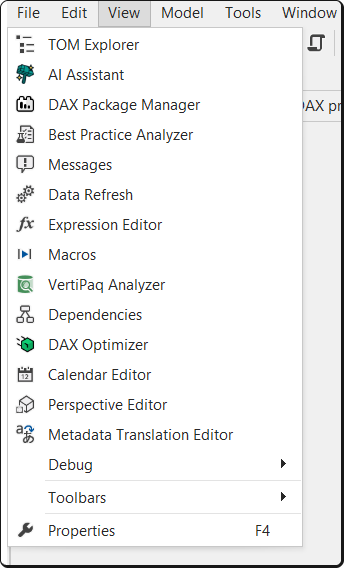 File Edit View Model Tools Window
TOM Explorer
AI Assistant
DAX Package Manager
DAX pr
Best Practice Analyzer
Messages
Data Refresh
Expression Editor
Macros
VertiPaq Analyzer
Dependencies
DAX Optimizer
12 Calendar Editor
Perspective Editor
Metadata Translation Editor
Debug
Toolbars
Properties F4